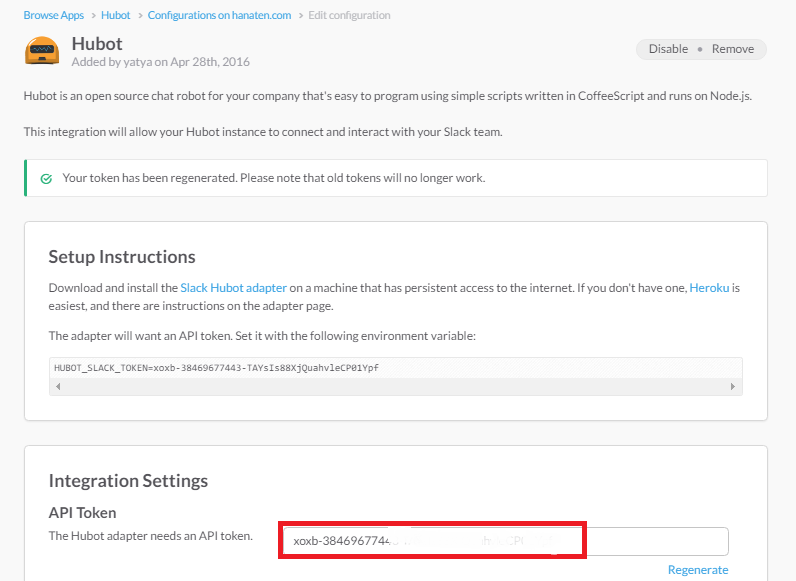 Browse Apps > Hubot > Configurations on hanaten.com > Edit configuration
Hubot
Added by yatya on Apr 28th, 2016
Disable • Remove
Hubot is an open source chat robot for your company that's easy to program using simple scripts written in CoffeeScript and runs on Node.js.
This integration will allow your Hubot instance to connect and interact with your Slack team.
Your token has been regenerated. Please note that old tokens will no longer work.
Setup Instructions
Download and install the Slack Hubot adapter on a machine that has persistent access to the internet. If you don't have one, Heroku is
easiest, and there are instructions on the adapter page.
The adapter will want an API token. Set it with the following environment variable:
HUBOT_SLACK_TOKEN=xoxb-38469677443-TAYsIs88XjQuahvleCP01Ypf
Integration Settings
API Token
The Hubot adapter needs an API token.
xoxb-3846967744
Regenerate